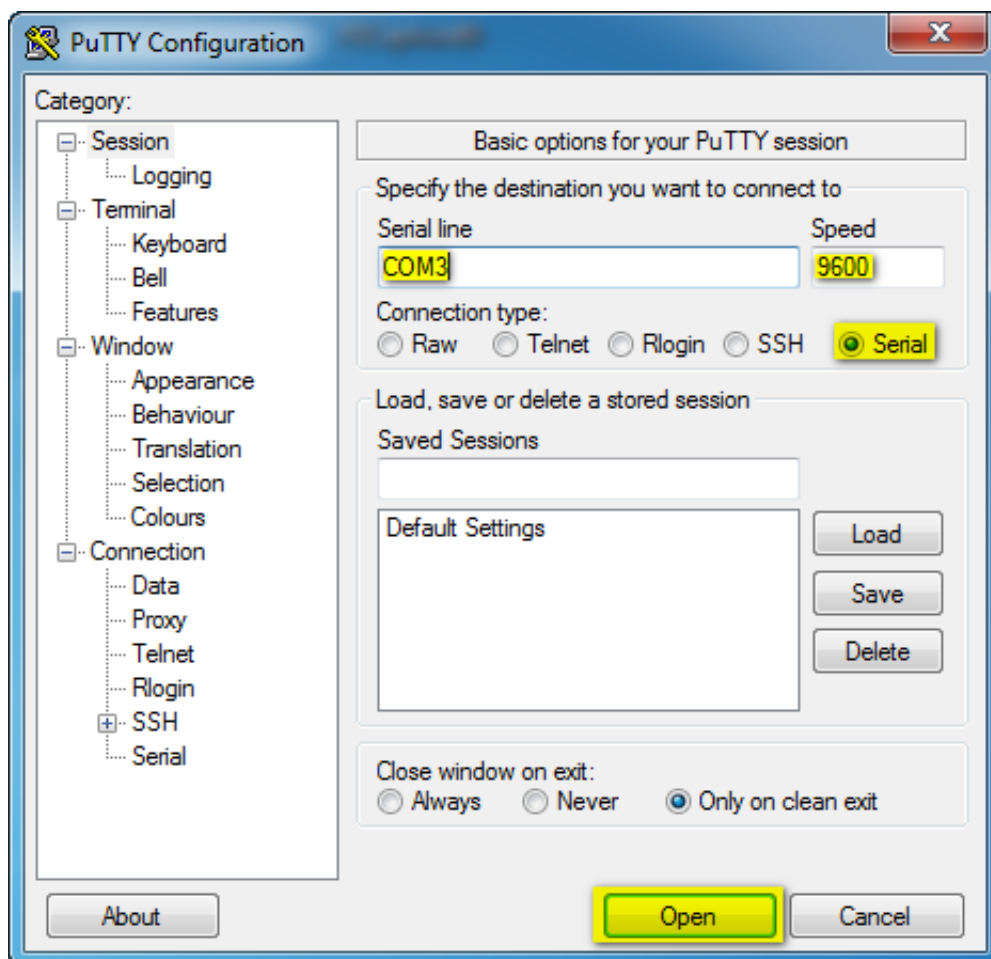 PuTTY Configuration
Category:
Session
Logging
Terminal
Keyboard
Bell
Features
Window
Appearance
Behaviour
Translation
Selection
Colours
Connection
Data
Proxy
Telnet
Rlogin
SSH
Serial
Basic options for your PuTTY session
Specify the destination you want to connect to
Serial line Speed
COM3 9600
Connection type:
Raw Telnet Rlogin SSH Serial
Load, save or delete a stored session
Saved Sessions
Default Settings
Load
Save
Delete
Close window on exit:
Always Never Only on clean exit
About Open Cancel